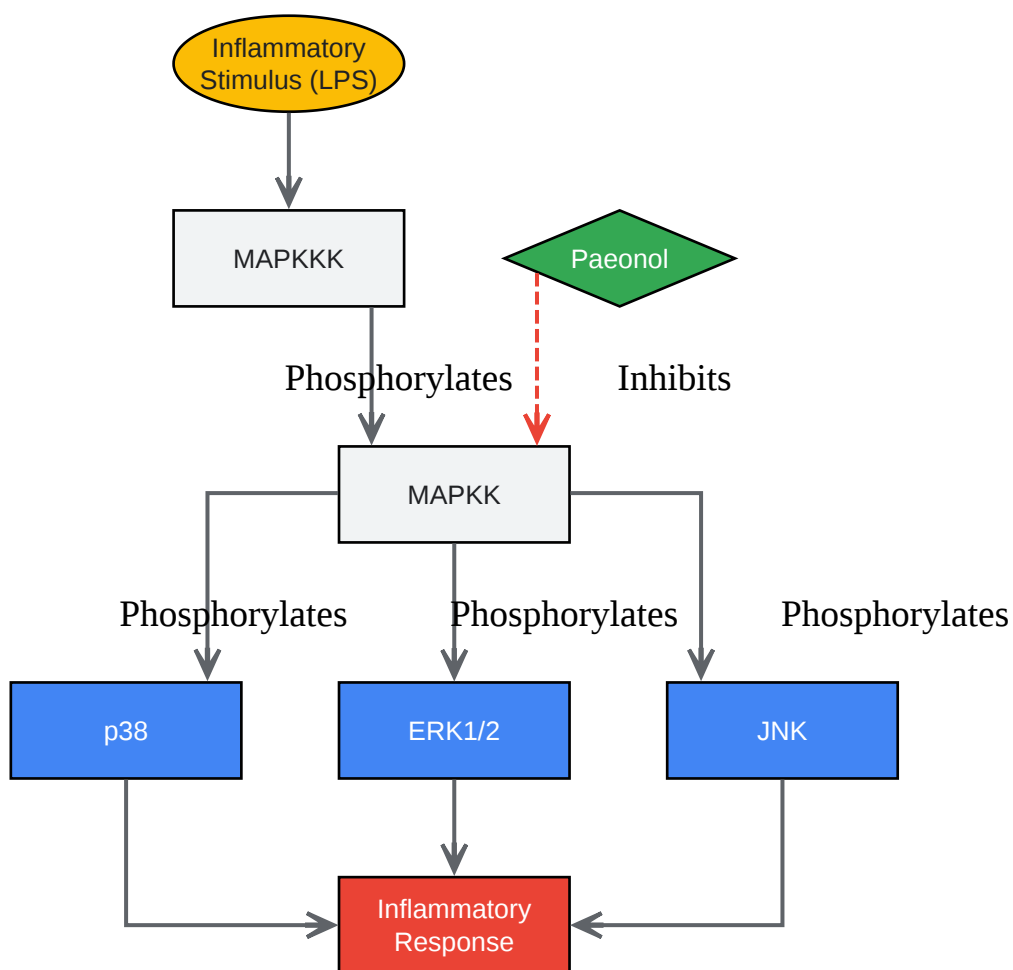 Inflammatory
Stimulus (LPS)
MAPKKK
Paeonol
Phosphorylates
Inhibits
MAPKK
Phosphorylates
Phosphorylates
Phosphorylates
p38
ERK1/2
JNK
Inflammatory
Response